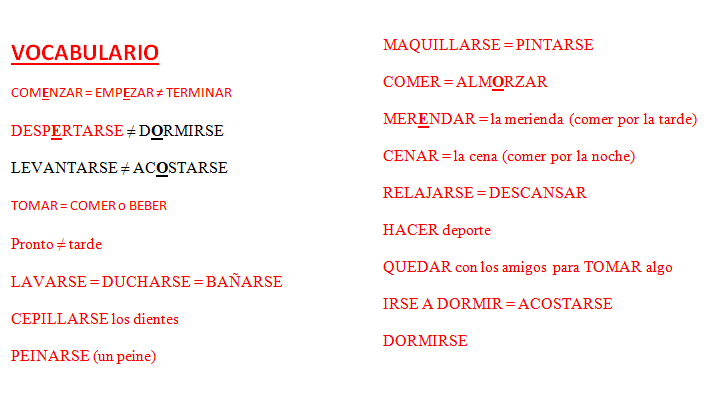 VOCABULARIO
COMENZAR = EMPEZAR ≠ TERMINAR
DESPERTARSE ≠ DORMIRSE
LEVANTARSE ≠ ACOSTARSE
TOMAR = COMER o BEBER
Pronto ≠ tarde
LAVARSE = DUCHARSE = BAÑARSE
CEPILLARSE los dientes
PEINARSE (un peine)
MAQUILLARSE = PINTARSE
COMER = ALMORZAR
MERENDAR = la merienda (comer por la tarde)
CENAR = la cena (comer por la noche)
RELAJARSE = DESCANSAR
HACER deporte
QUEDAR con los amigos para TOMAR algo
IRSE A DORMIR = ACOSTARSE
DORMIRSE